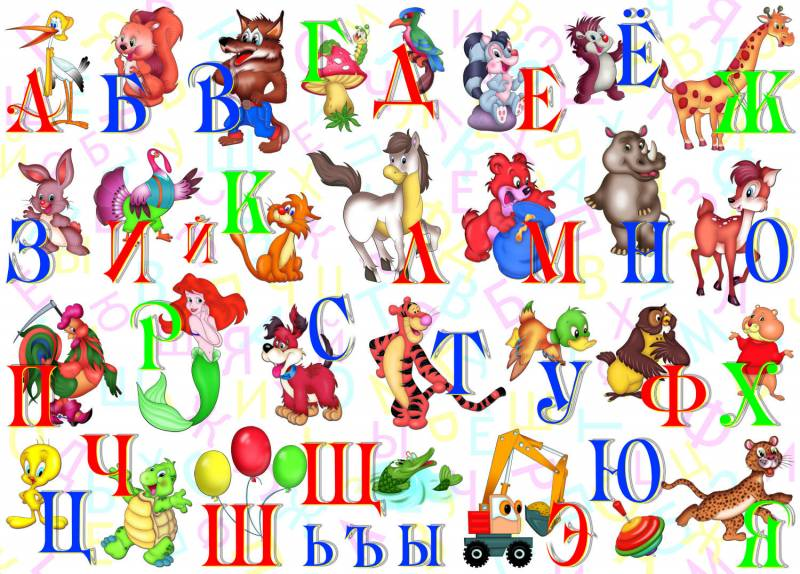 А Б В Г Д Е Ё Ж
З И Й К Л М Н О
П Р С Т У Ф Х
Ц Ч Ш Щ Ь Ъ Ы Э Ю Я